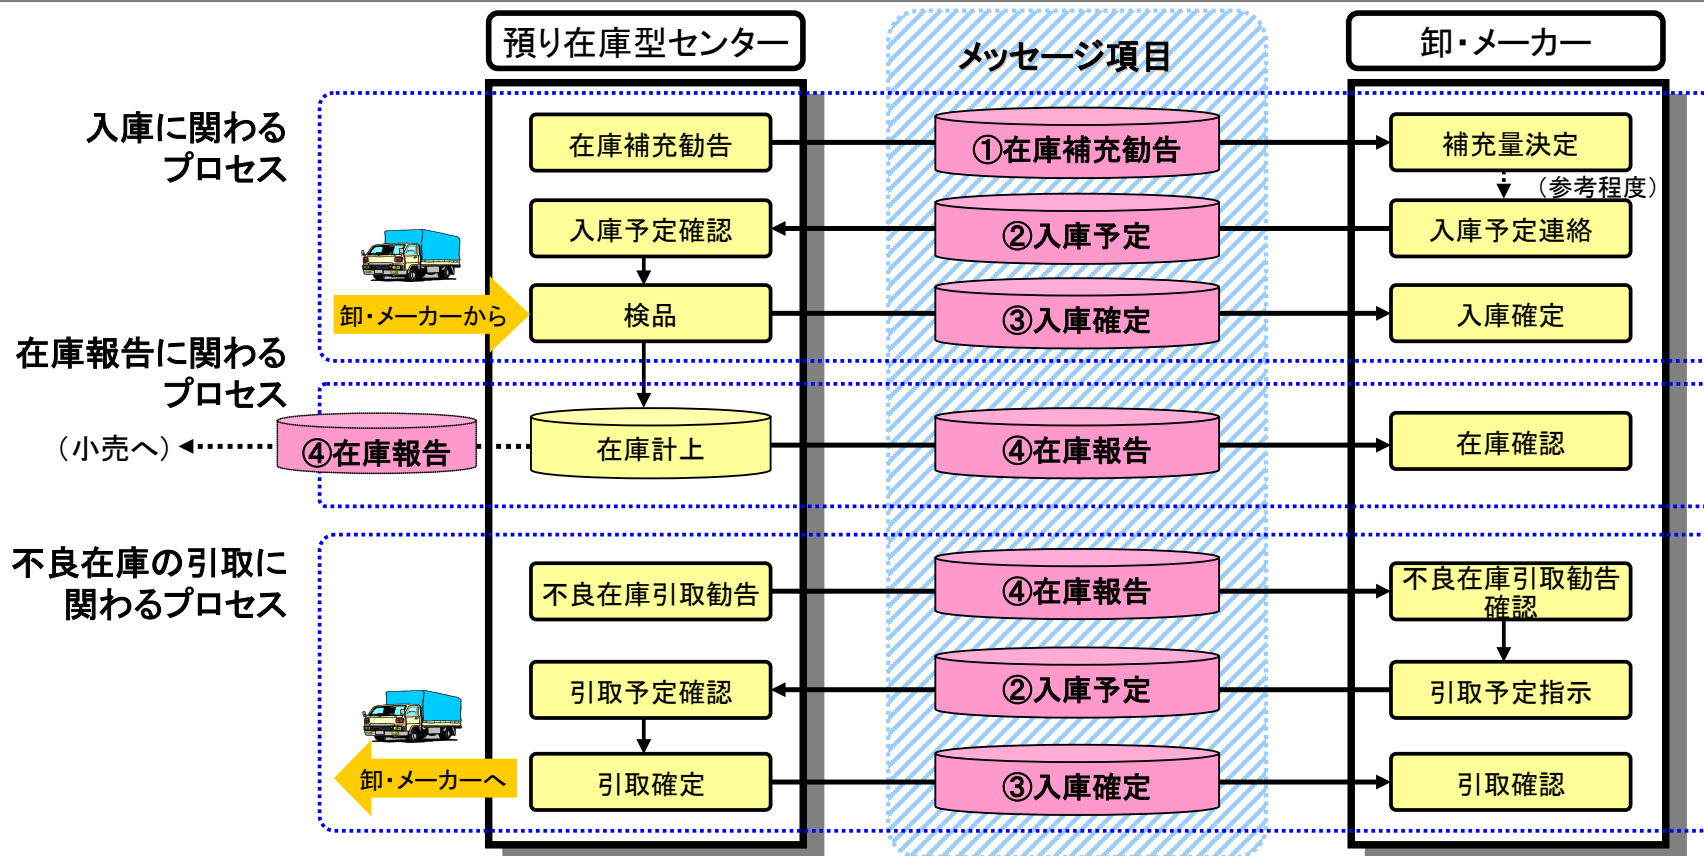 預り在庫型センター
メッセージ項目
卸・メーカー
入庫に関わる
プロセス
在庫補充勧告
①在庫補充勧告
補充量決定
（参考程度）
入庫予定確認
②入庫予定
入庫予定連絡
卸・メーカーから
検品
③入庫確定
入庫確定
在庫報告に関わる
プロセス
（小売へ）
④在庫報告
在庫計上
④在庫報告
在庫確認
不良在庫の引取に
関わるプロセス
不良在庫引取勧告
④在庫報告
不良在庫引取勧告
確認
引取予定確認
②入庫予定
引取予定指示
卸・メーカーへ
引取確定
③入庫確定
引取確認